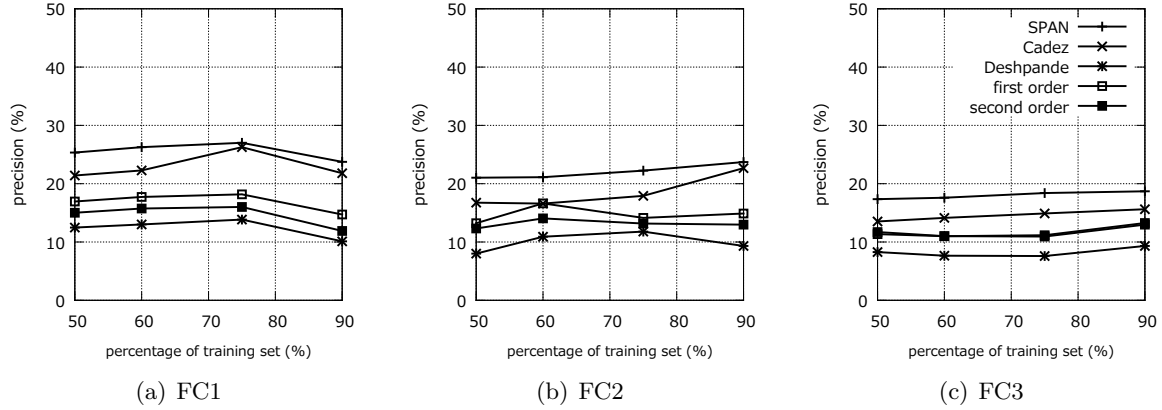 50
40
30
20
10
0
precision (%)
50 60 70 80 90
percentage of training set (%)
(a) FC1
50
40
30
20
10
0
precision (%)
50 60 70 80 90
percentage of training set (%)
(b) FC2
50
40
30
20
10
0
precision (%)
SPAN
Cadez
Deshpande
first order
second order
50 60 70 80 90
percentage of training set (%)
(c) FC3